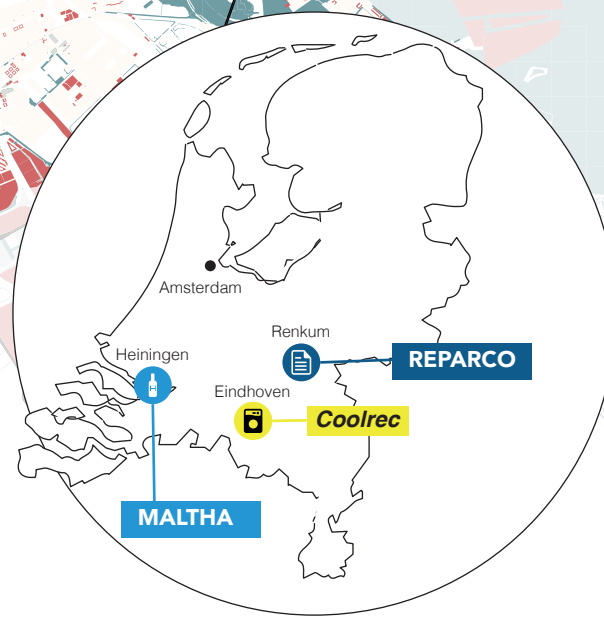 Amsterdam
Renkum
REPARCO
Heiningen
Eindhoven
Coolrec
MALTHA